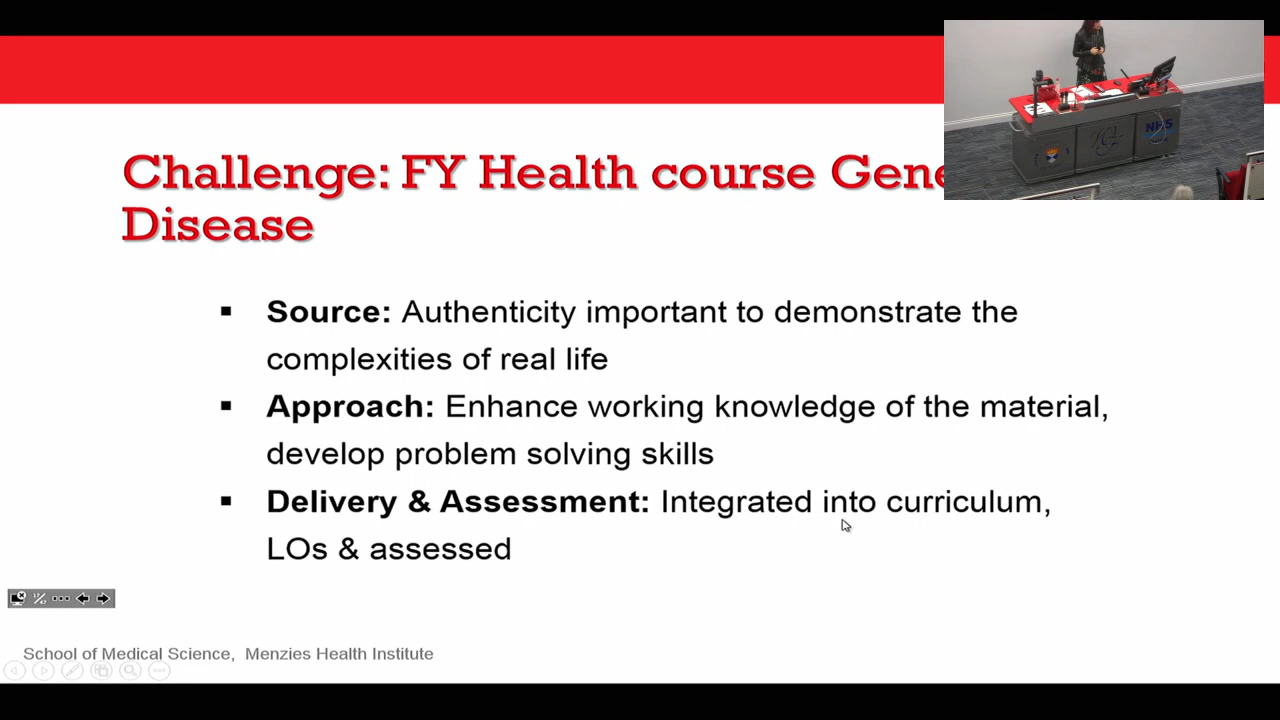 Challenge: FY Health course Gene
Disease
▪ Source: Authenticity important to demonstrate the
complexities of real life
▪ Approach: Enhance working knowledge of the material,
develop problem solving skills
▪ Delivery & Assessment: Integrated into curriculum,
LOs & assessed
School of Medical Science, Menzies Health Institute
NHS